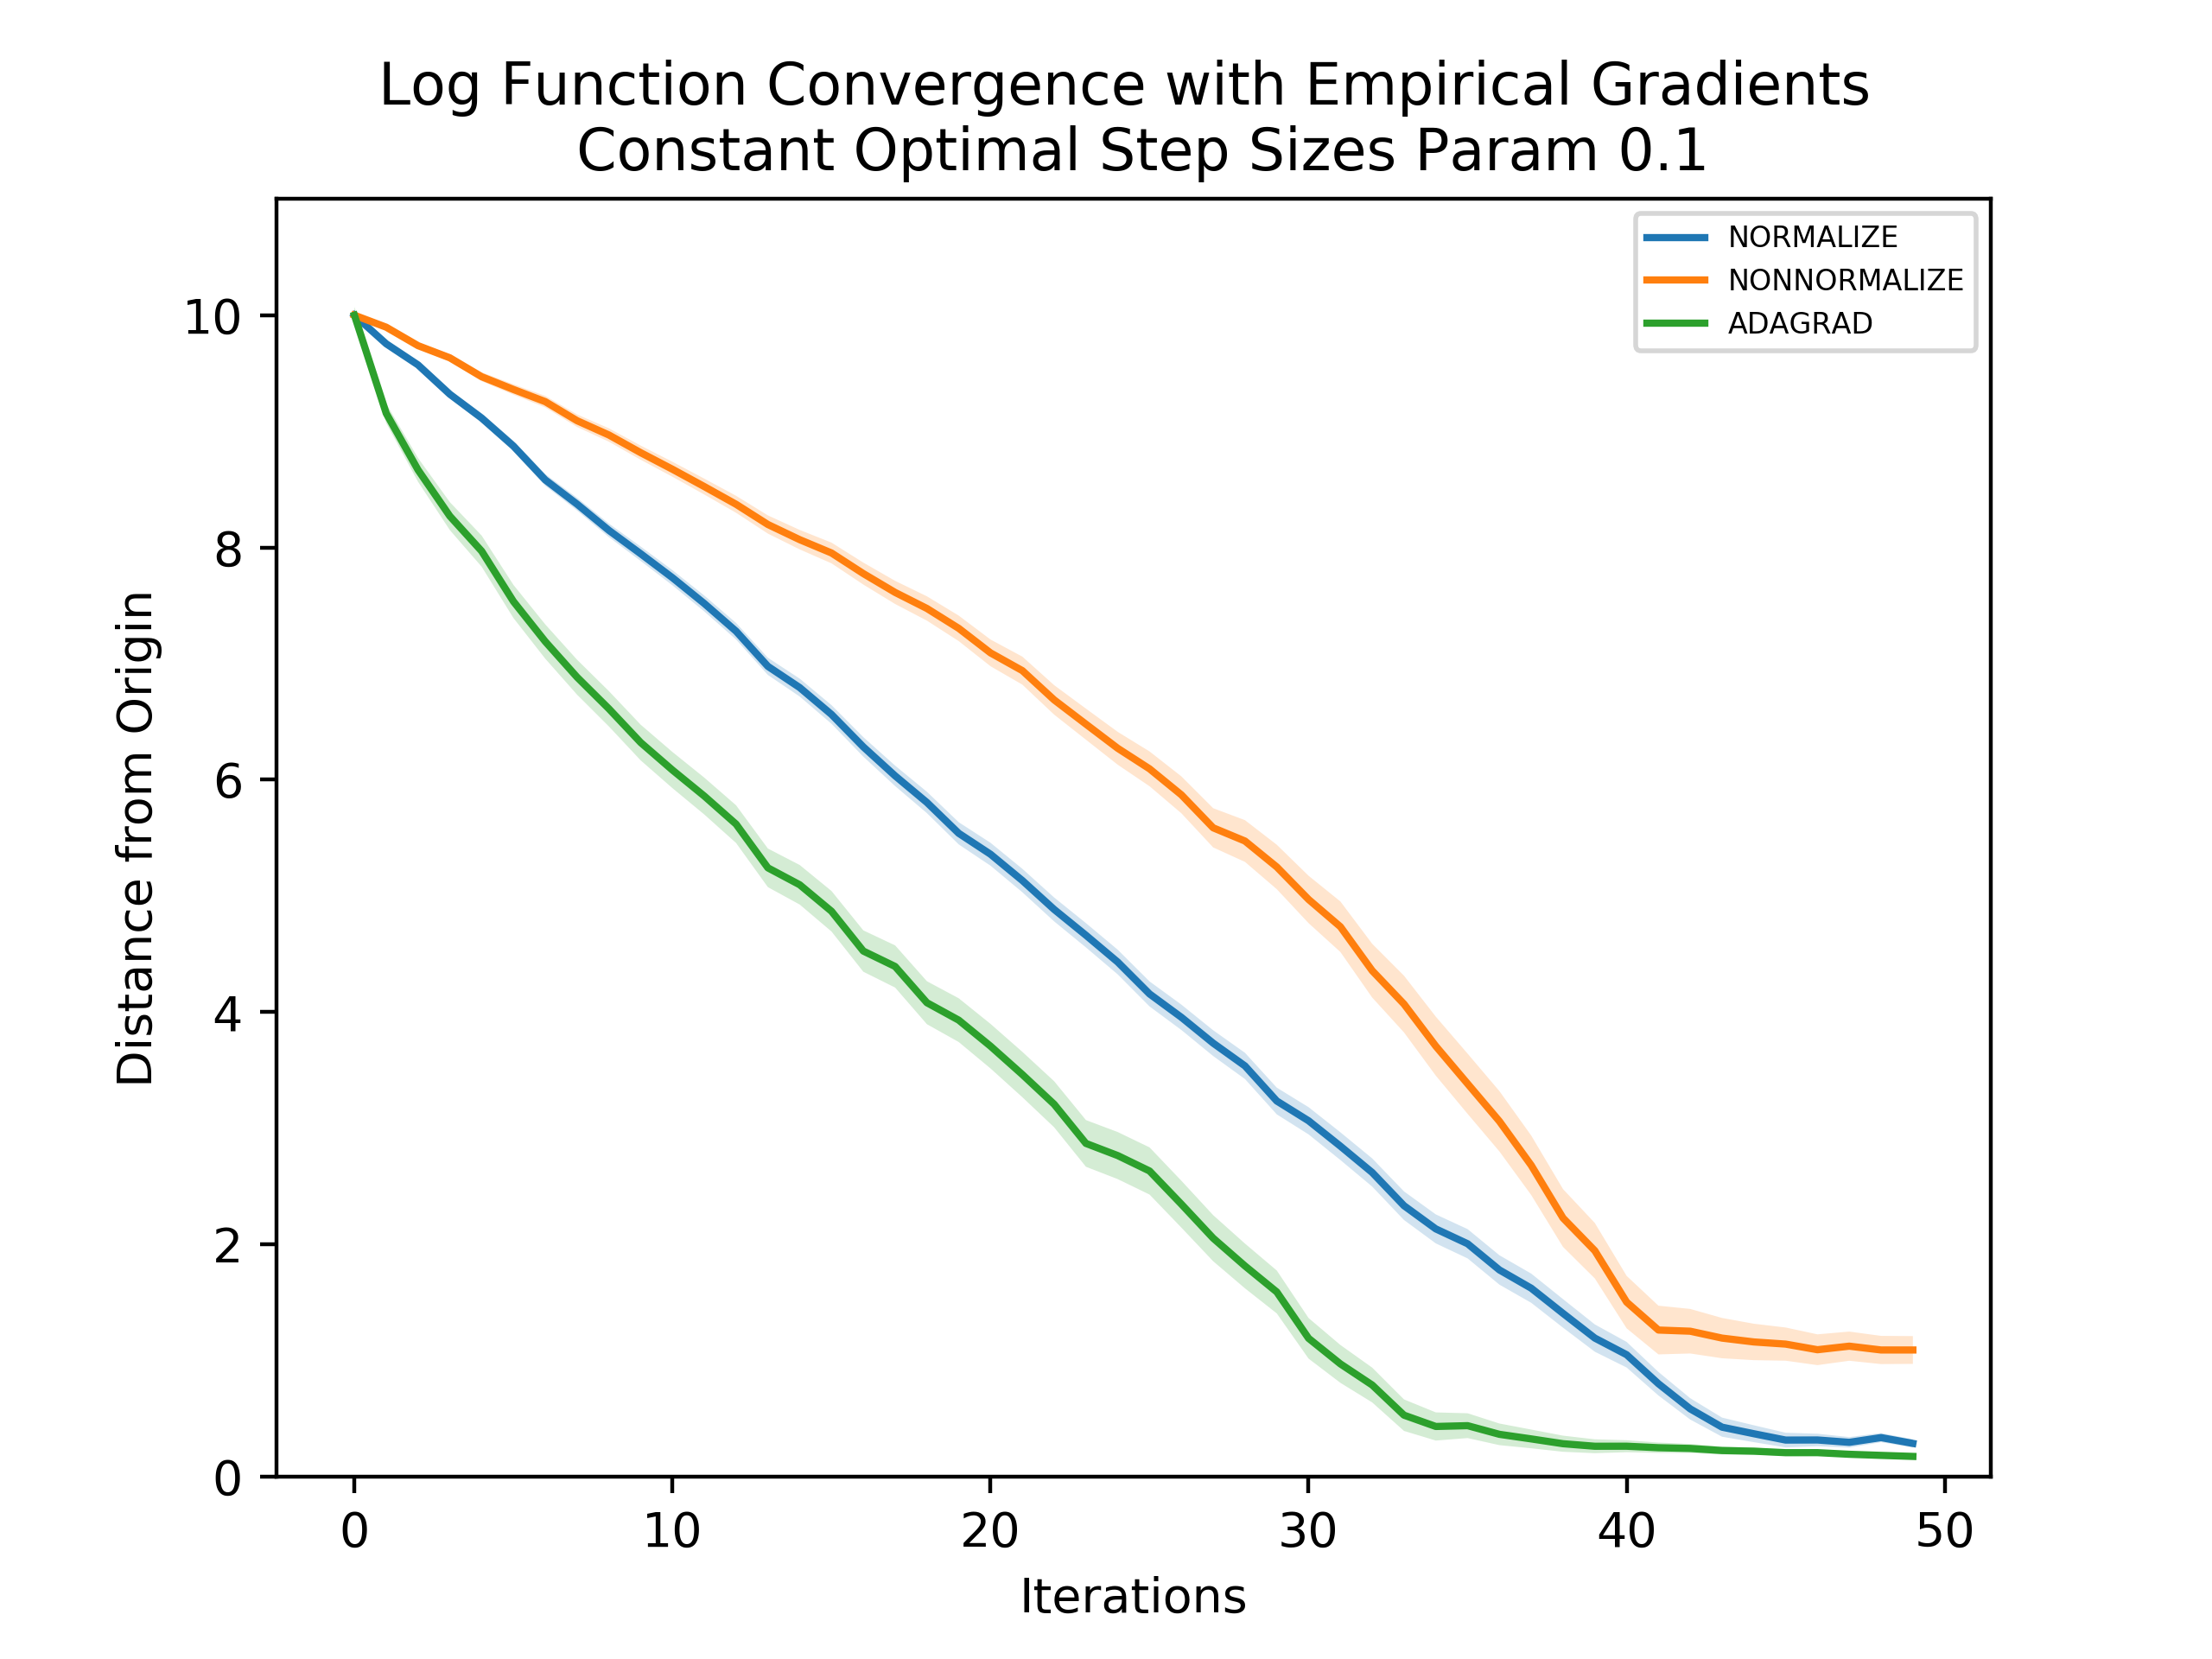 Log Function Convergence with Empirical Gradients
Constant Optimal Step Sizes Param 0.1
NORMALIZE
NONNORMALIZE
ADAGRAD
Distance from Origin
10
8
6
4
2
0
0 10 20 30 40 50
Iterations